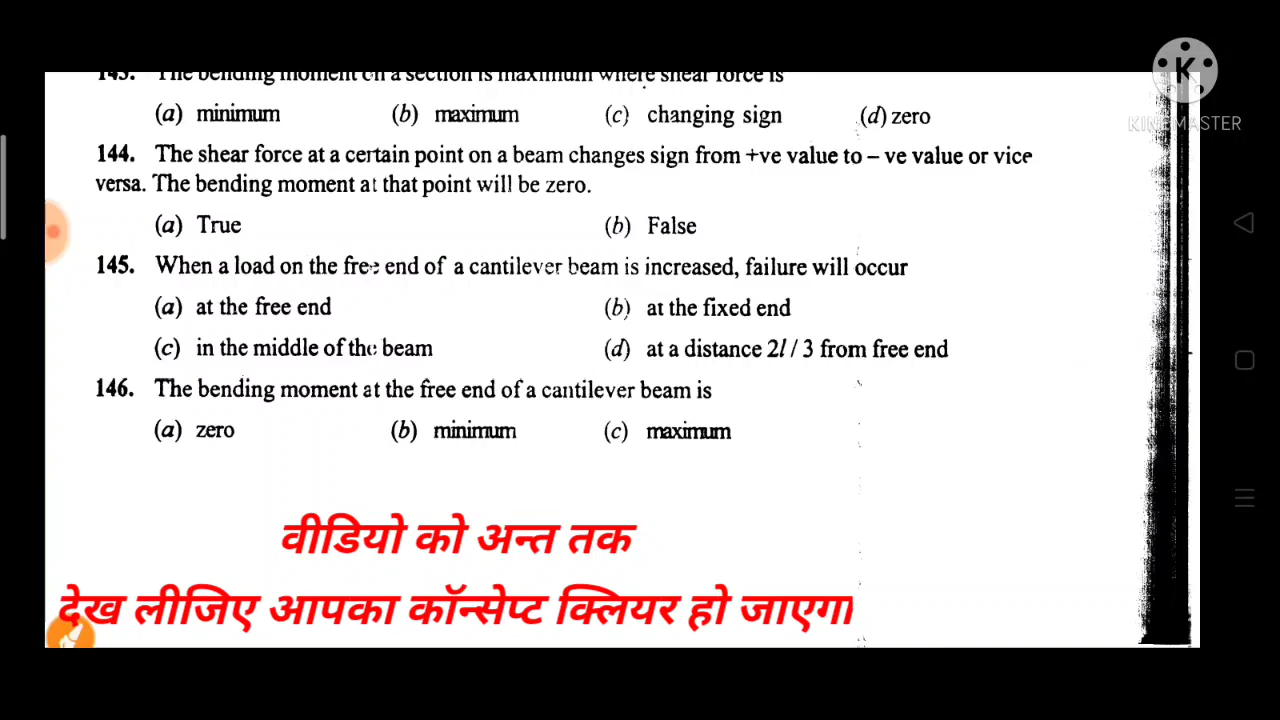 143. The bending moment on a section is maximum where shear force is
(a) minimum (b) maximum (c) changing sign (d) zero
KINEMASTER
144. The shear force at a certain point on a beam changes sign from +ve value to – ve value or vice
versa. The bending moment at that point will be zero.
(a) True (b) False
145. When a load on the free end of a cantilever beam is increased, failure will occur
(a) at the free end (b) at the fixed end
(c) in the middle of the beam (d) at a distance 2l / 3 from free end
146. The bending moment at the free end of a cantilever beam is
(a) zero (b) minimum (c) maximum
वीडियो को अन्त तक
देख लीजिए आपका कॉन्सेप्ट क्लियर हो जाएगा